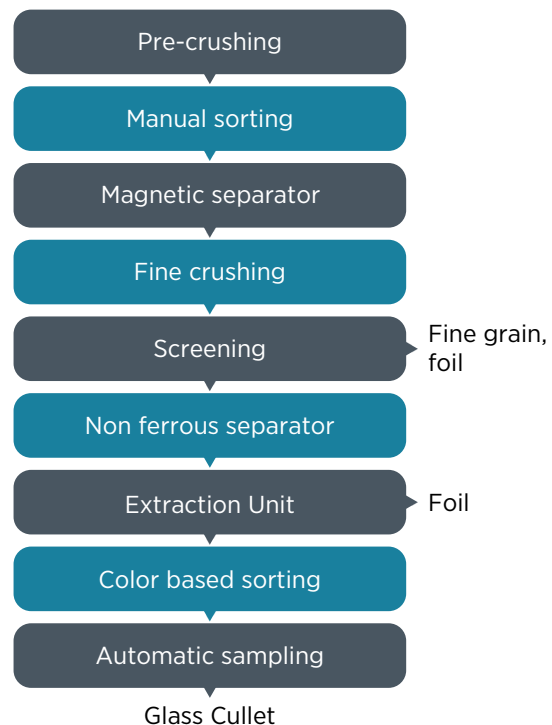 Pre-crushing
Manual sorting
Magnetic separator
Fine crushing
Screening
Fine grain,
foil
Non ferrous separator
Extraction Unit
Foil
Color based sorting
Automatic sampling
Glass Cullet